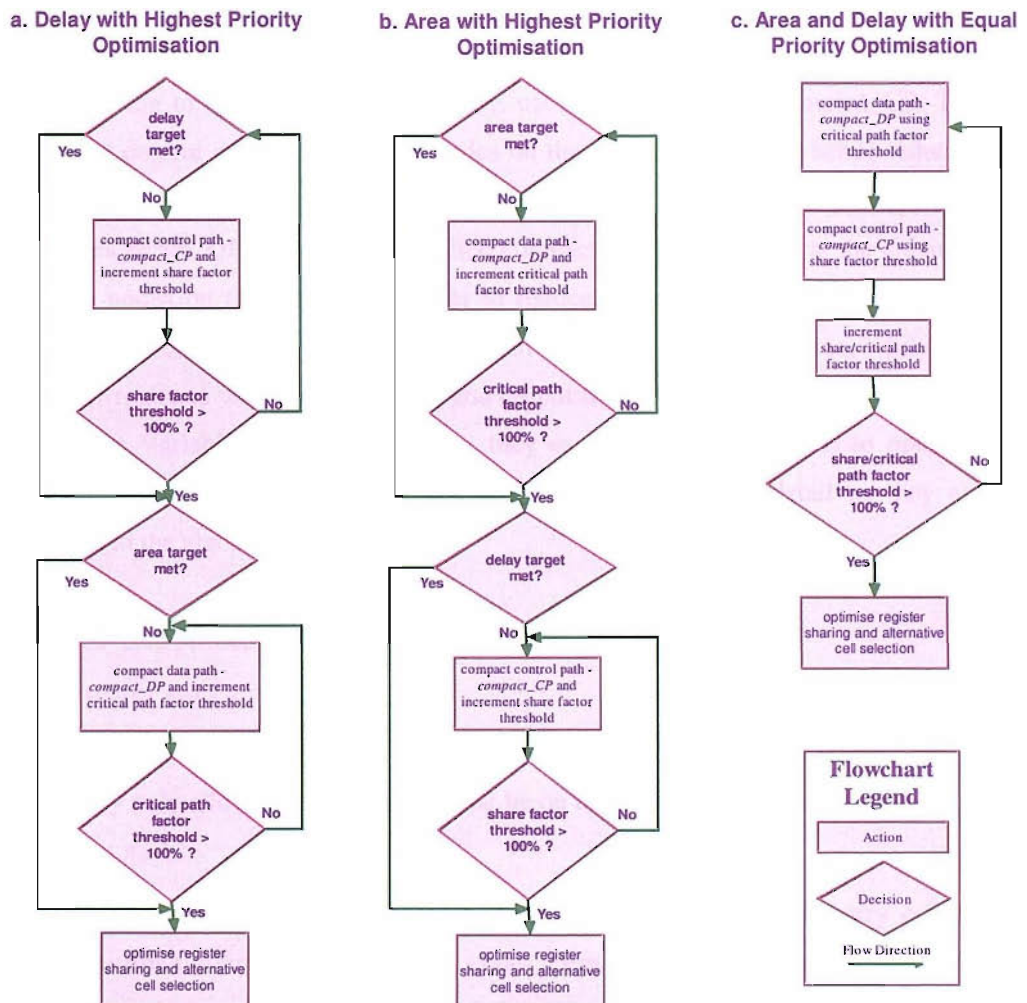 a. Delay with Highest Priority
Optimisation
delay
target
met?
Yes
No
compact control path -
compact_CP and
increment share factor
threshold
share factor
threshold >
100% ?
No
Yes
area target
met?
Yes
No
compact data path -
compact_DP and increment
critical path factor threshold
critical path
factor
threshold >
100% ?
No
Yes
optimise register
sharing and alternative
cell selection
b. Area with Highest Priority
Optimisation
area target
met?
Yes
No
compact data path -
compact_DP and
increment critical path
factor threshold
critical path
factor
threshold >
100% ?
No
Yes
delay target
met?
Yes
No
compact control path -
compact_CP and
increment share factor
threshold
share factor
threshold >
100% ?
No
Yes
optimise register
sharing and alternative
cell selection
c. Area and Delay with Equal
Priority Optimisation
compact data path -
compact_DP using
critical path factor
threshold
compact control path -
compact_CP using
share factor threshold
increment
share/critical path
factor threshold
share/critical
path factor
threshold >
100% ?
No
Yes
optimise register
sharing and alternative
cell selection
Flowchart
Legend
Action
Decision
Flow Direction